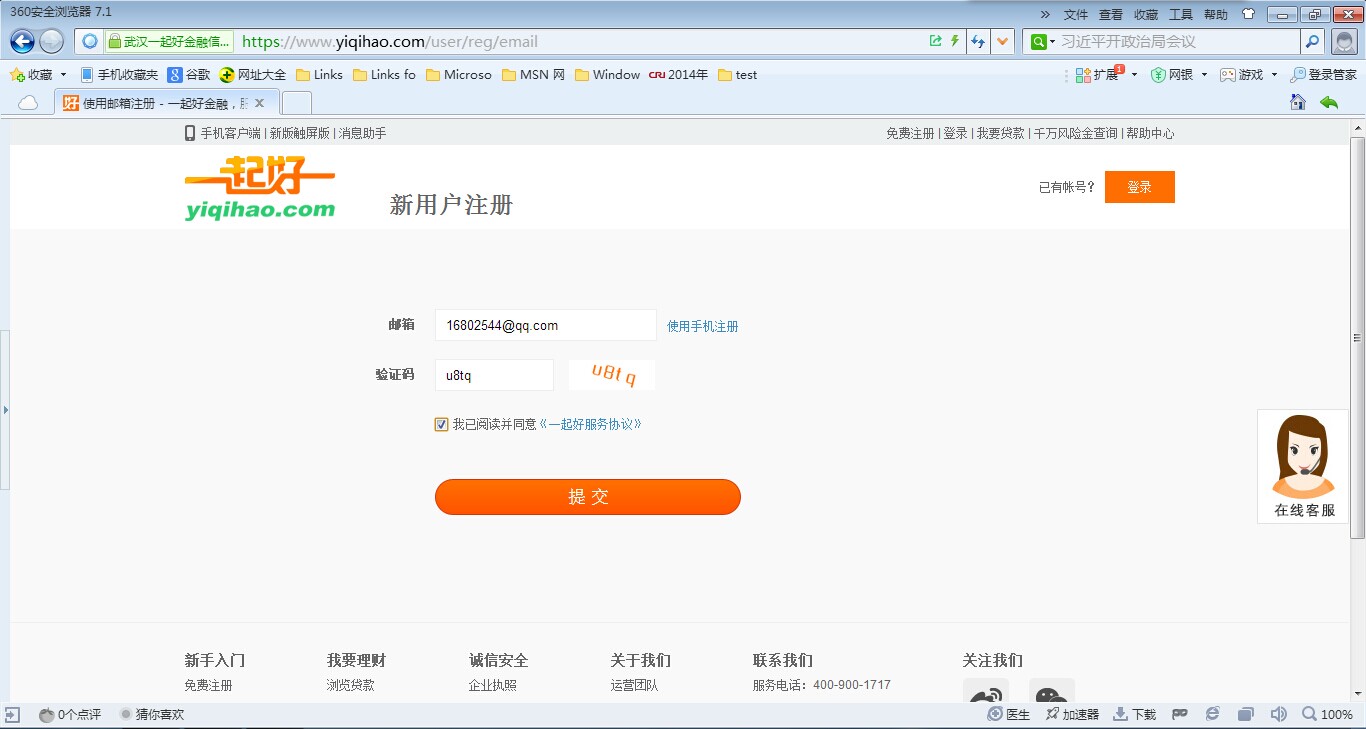 360安全浏览器 7.1
» 文件 查看 收藏 工具 帮助
武汉一起好金融信... https://www.yiqihao.com/user/reg/email 习近平开政治局会议
收藏 手机收藏夹 谷歌 网址大全 Links Links fo Microso MSN 网 Window CRI 2014年 test 扩展 1 网银 游戏 登录管家
好 使用邮箱注册 - 一起好金融，服 ×
手机客户端 | 新版触屏版 | 消息助手 免费注册 | 登录 | 我要贷款 | 千万风险金查询 | 帮助中心
一起好
yiqihao.com
新用户注册
已有帐号? 登录
邮箱 16802544@qq.com 使用手机注册
验证码 u8tq u8tq
我已阅读并同意《一起好服务协议》
提 交
在线客服
新手入门 我要理财 诚信安全 关于我们 联系我们 关注我们
免费注册 浏览贷款 企业执照 运营团队 服务电话：400-900-1717
0个点评 猜你喜欢 医生 加速器 下载 100%